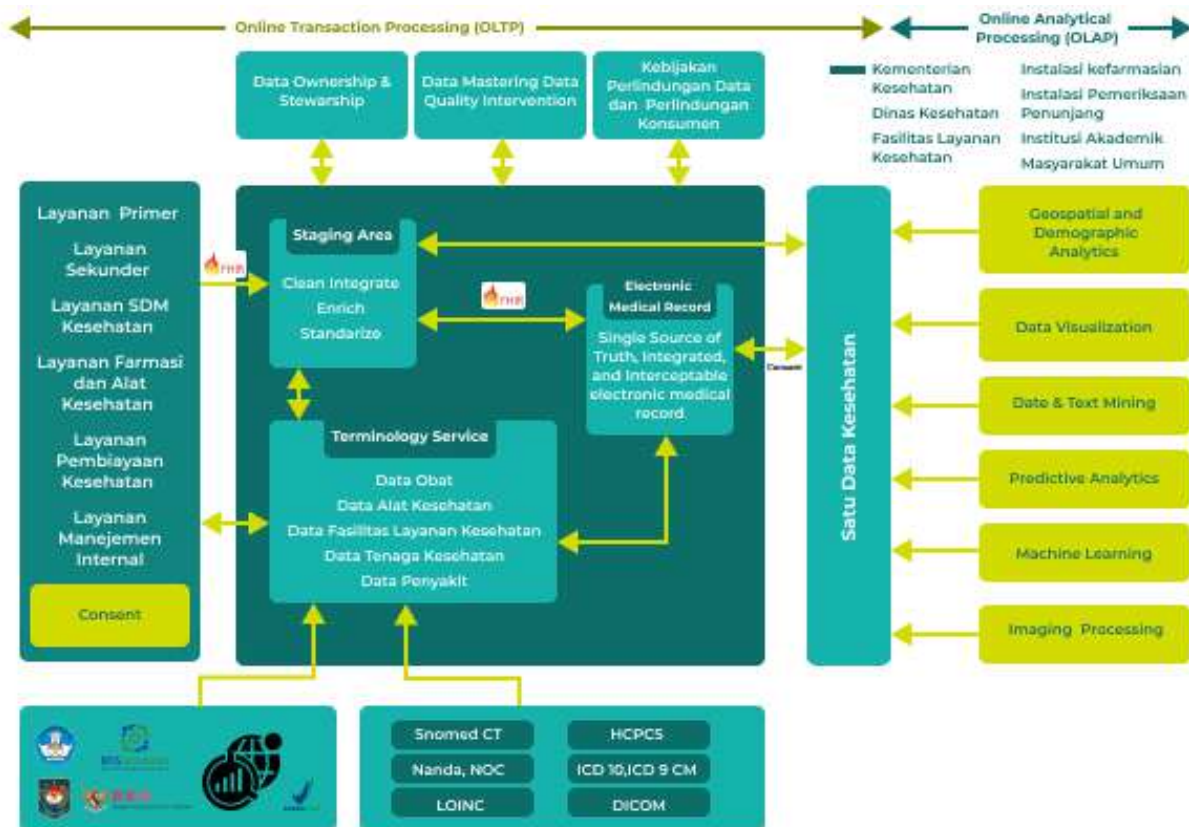 Online Transaction Processing (OLTP)
Online Analytical
Processing (OLAP)
Data Ownership &
Stewarship
Data Mastering Data
Quality Intervention
Kebijakan
Perlindungan Data
dan Perlindungan
Konsumen
Kementerian
Kesehatan
Dinas Kesehatan
Fasilitas Layanan
Kesehatan
Instalasi kefarmasian
Instalasi Pemeriksaan
Penunjang
Institusi Akademik
Masyarakat Umum
Layanan Primer
Layanan
Sekunder
Layanan SDM
Kesehatan
Layanan Farmasi
dan Alat
Kesehatan
Layanan
Pembiayaan
Kesehatan
Layanan
Manejemen
Internal
Consent
FHIR
Staging Area
Clean Integrate
Enrich
Standarize
FHIR
Electronic
Medical Record
Single Source of
Truth, Integrated,
and Interceptable
electronic medical
record
Consent
Terminology Service
Data Obat
Data Alat Kesehatan
Data Fasilitas Layanan Kesehatan
Data Tenaga Kesehatan
Data Penyakit
Satu Data Kesehatan
Geospatial and
Demographic
Analytics
Data Visualization
Date & Text Mining
Predictive Analytics
Machine Learning
Imaging Processing
Snomed CT
HCPCS
Nanda, NOC
ICD 10,ICD 9 CM
LOINC
DICOM